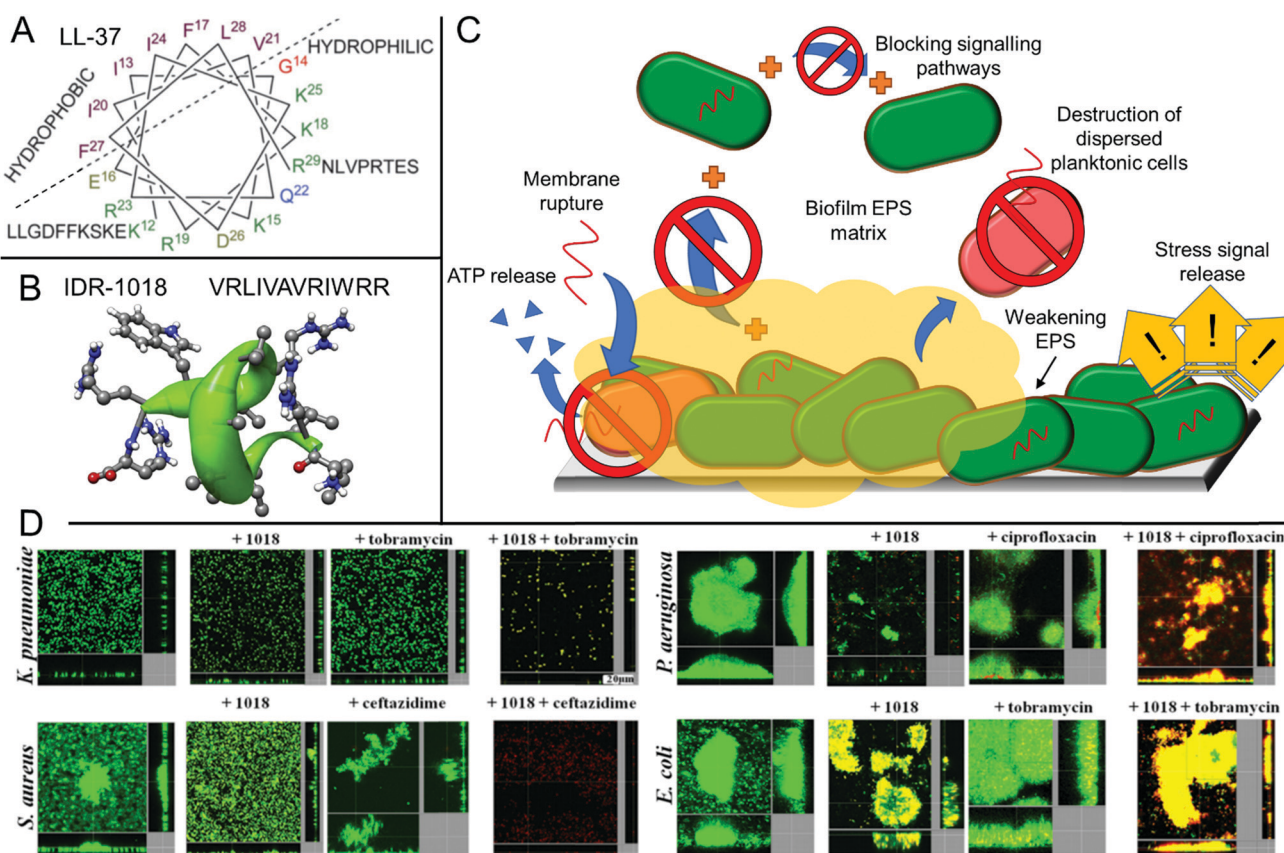 A
LL-37
I24
F17
L28
V21
HYDROPHILIC
I13
G14
HYDROPHOBIC
K25
I20
K18
F27
R29NLVPRTES
E16
Q22
R23
LLGDFFKSKEK12
R19
D26
K15
B
IDR-1018
VRLIVAVRIWRR
C
Blocking signalling
pathways
Destruction of
dispersed
planktonic cells
Membrane
rupture
Biofilm EPS
matrix
ATP release
Stress signal
release
Weakening
EPS
!
!
!
D
K. pneumoniae
+ 1018
+ tobramycin
+ 1018 + tobramycin
20µm
P. aeruginosa
+ 1018
+ ciprofloxacin
+ 1018 + ciprofloxacin
S. aureus
+ 1018
+ ceftazidime
+ 1018 + ceftazidime
E. coli
+ 1018
+ tobramycin
+ 1018 + tobramycin